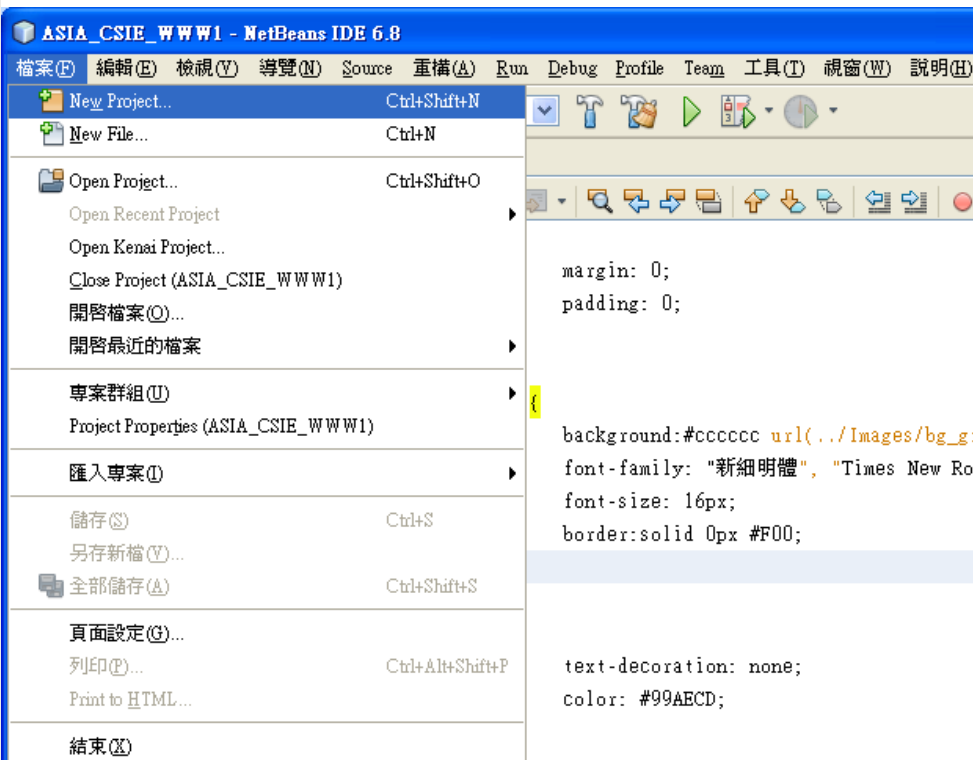 ASIA_CSIE_WWW1 - NetBeans IDE 6.8
檔案(F) 編輯(E) 檢視(V) 導覽(N) Source 重構(A) Run Debug Profile Team 工具(T) 視窗(W) 說明(H)
New Project... Ctrl+Shift+N
New File... Ctrl+N
Open Project... Ctrl+Shift+O
Open Recent Project
Open Kenai Project...
Close Project (ASIA_CSIE_WWW1)
開啓檔案(O)...
開啓最近的檔案
專案群組(U)
Project Properties (ASIA_CSIE_WWW1)
匯入專案(I)
儲存(S) Ctrl+S
另存新檔(V)...
全部儲存(A) Ctrl+Shift+S
頁面設定(G)...
列印(P)... Ctrl+Alt+Shift+P
Print to HTML...
結束(X)
margin: 0;
padding: 0;
{
background:#cccccc url(../Images/bg_g
font-family: "新細明體", "Times New Ro
font-size: 16px;
border:solid 0px #F00;
text-decoration: none;
color: #99AECD;